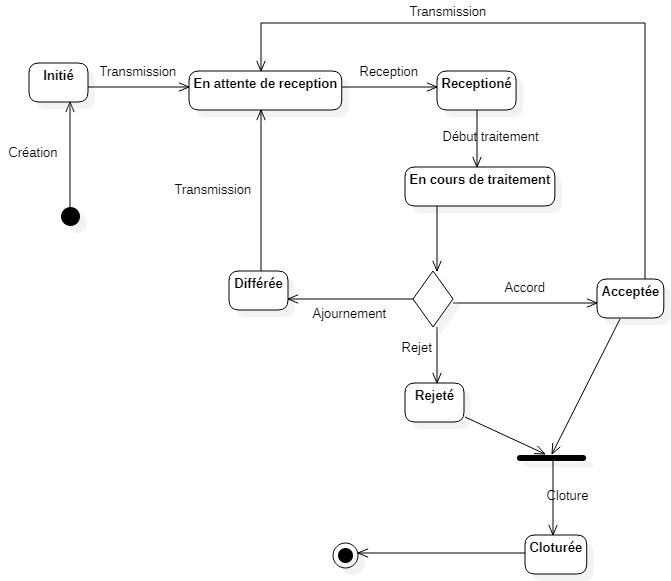 Transmission
Initié
Transmission
En attente de reception
Reception
Receptioné
Création
Début traitement
En cours de traitement
Transmission
Différée
Ajournement
Accord
Acceptée
Rejet
Rejeté
Cloture
Cloturée